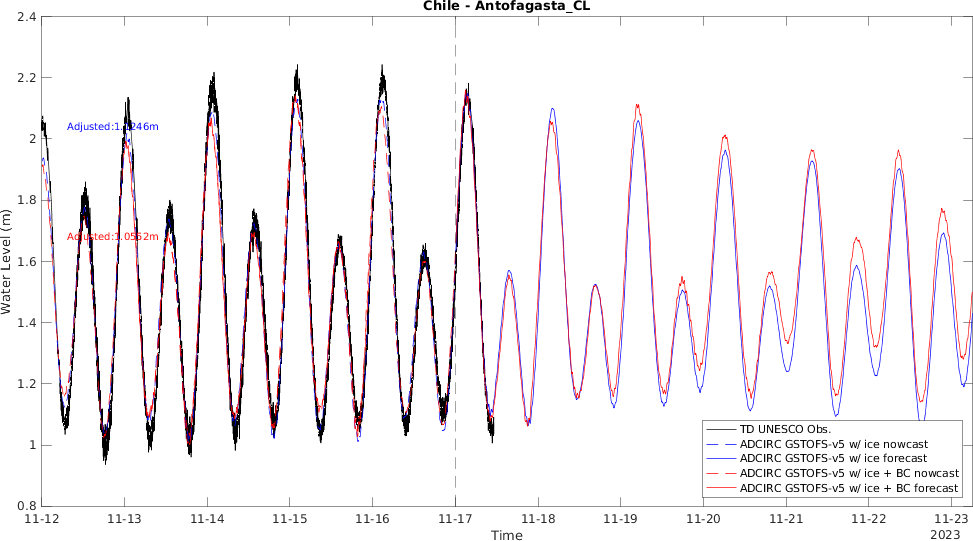 Chile - Antofagasta_CL
2.4
2.2
2
1.8
1.6
1.4
1.2
1
0.8
Water Level (m)
Adjusted:1.1246m
Adjusted:1.0552m
TD UNESCO Obs.
ADCIRC GSTOFS-v5 w/ ice nowcast
ADCIRC GSTOFS-v5 w/ ice forecast
ADCIRC GSTOFS-v5 w/ ice + BC nowcast
ADCIRC GSTOFS-v5 w/ ice + BC forecast
11-12 11-13 11-14 11-15 11-16 11-17 11-18 11-19 11-20 11-21 11-22 11-23
Time
2023